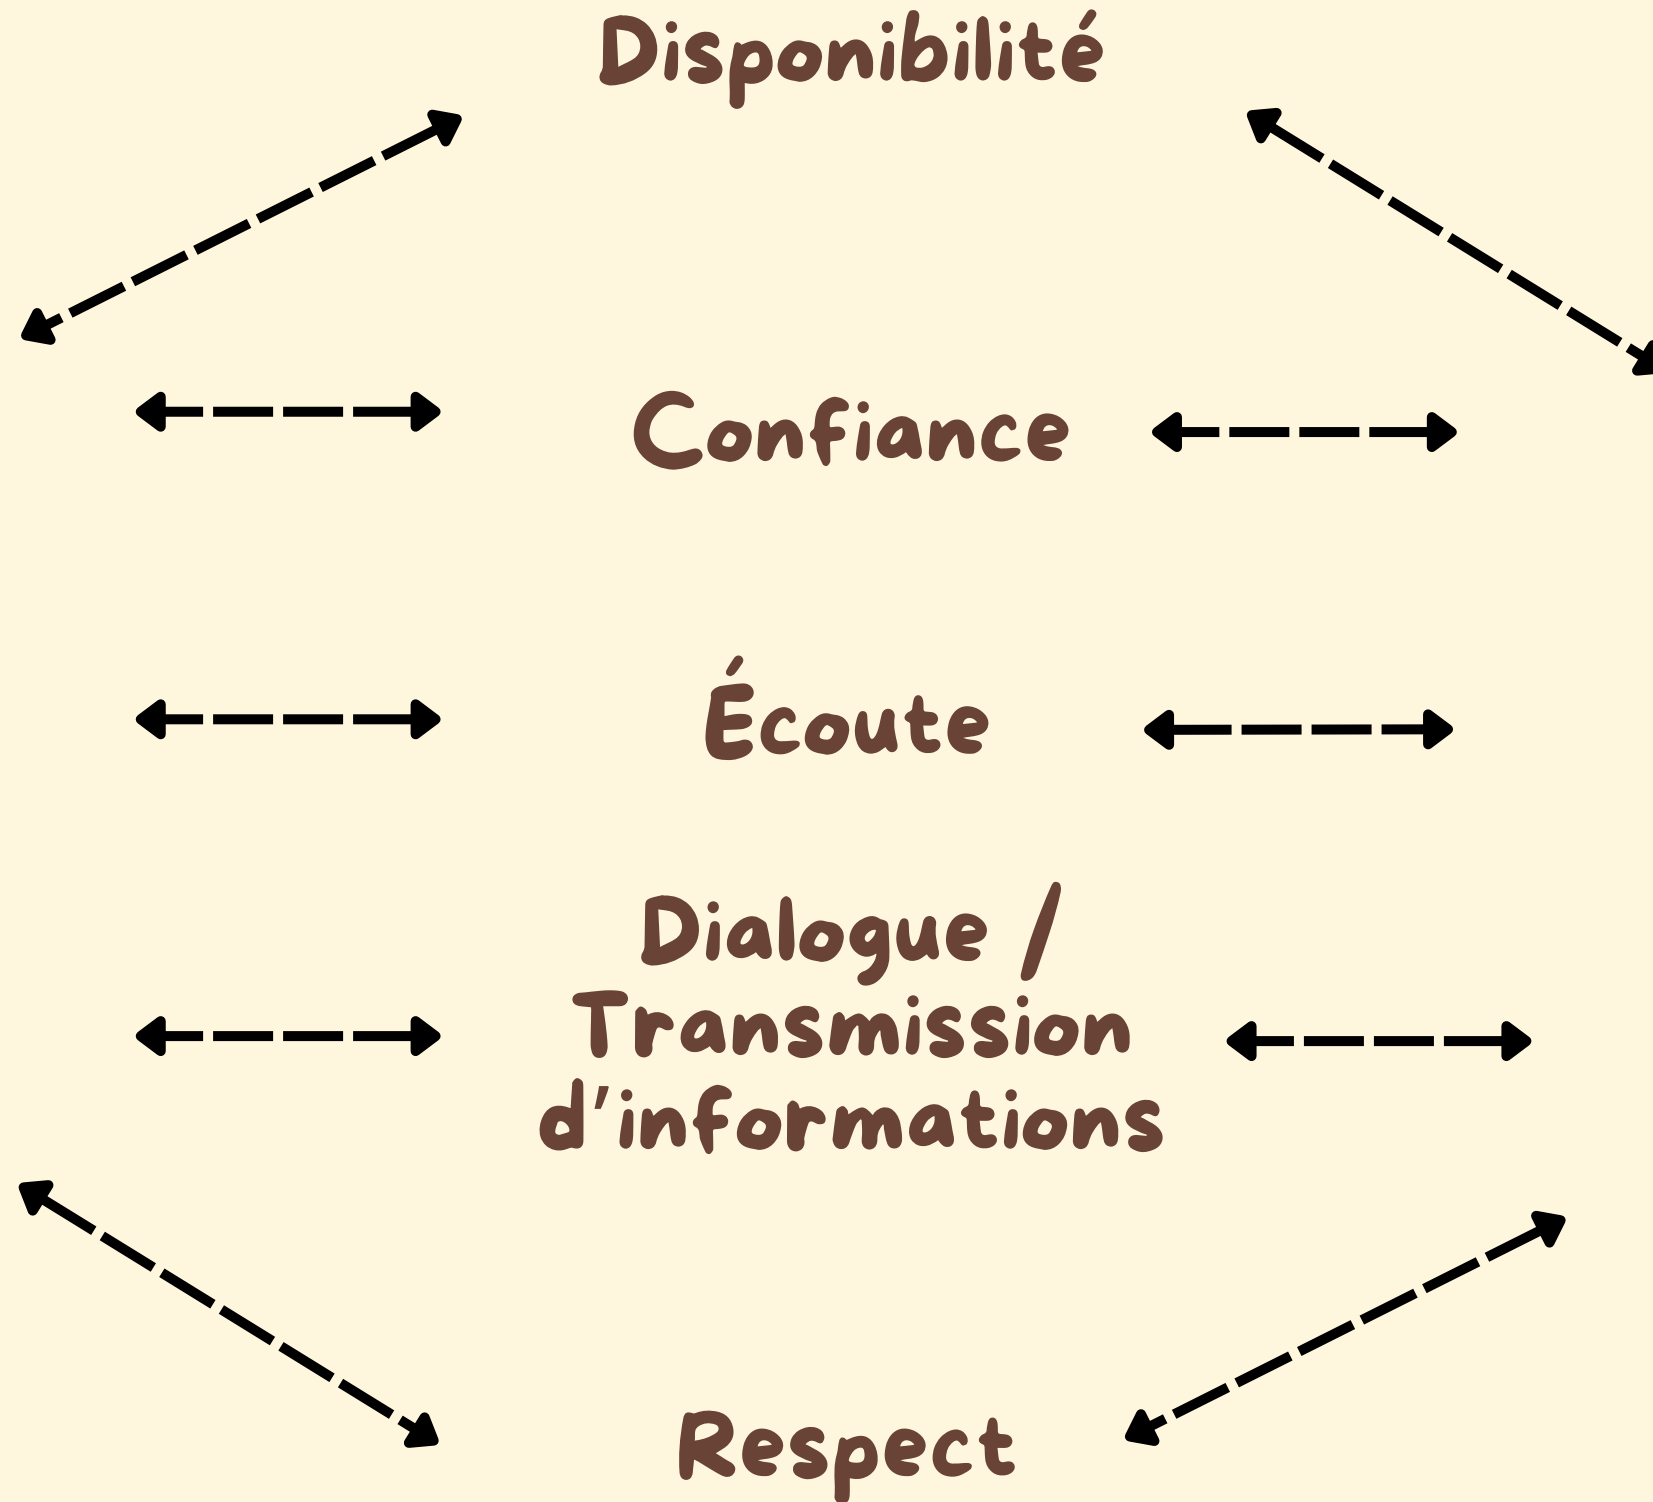 Disponibilité
Confiance
Écoute
Dialogue /
Transmission
d'informations
Respect